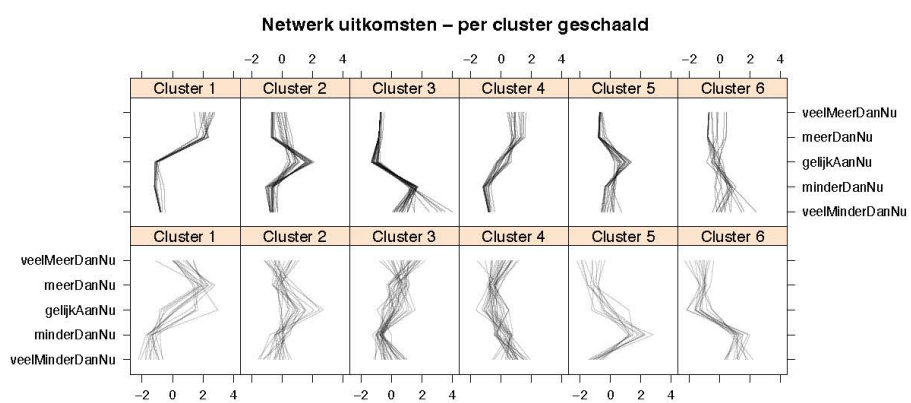 Netwerk uitkomsten – per cluster geschaald
−2 0 2 4 −2 0 2 4 −2 0 2 4
Cluster 1 Cluster 2 Cluster 3 Cluster 4 Cluster 5 Cluster 6
veelMeerDanNu
meerDanNu
gelijkAanNu
minderDanNu
veelMinderDanNu
Cluster 1 Cluster 2 Cluster 3 Cluster 4 Cluster 5 Cluster 6
veelMeerDanNu
meerDanNu
gelijkAanNu
minderDanNu
veelMinderDanNu
−2 0 2 4 −2 0 2 4 −2 0 2 4